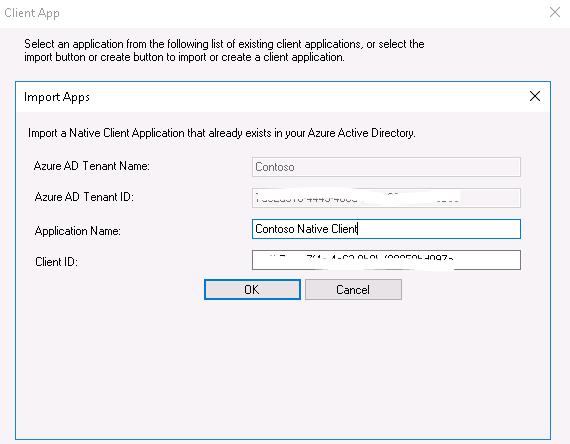 Client App
Select an application from the following list of existing client applications, or select the
import button or create button to import or create a client application.
Import Apps
Import a Native Client Application that already exists in your Azure Active Directory.
Azure AD Tenant Name:
Contoso
Azure AD Tenant ID:
Application Name:
Contoso Native Client
Client ID:
OK
Cancel